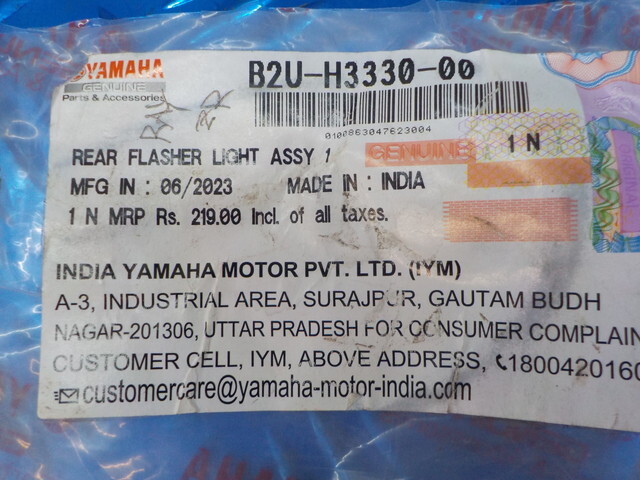 YAMAHA
GENUINE
Parts & Accessories
B2U-H3330-00
0100863047623004
REAR FLASHER LIGHT ASSY 1
GENUINE
1 N
MFG IN : 06/2023 MADE IN : INDIA
1 N MRP Rs. 219.00 Incl. of all taxes.
INDIA YAMAHA MOTOR PVT. LTD. (IYM)
A-3, INDUSTRIAL AREA, SURAJPUR, GAUTAM BUDH
NAGAR-201306, UTTAR PRADESH FOR CONSUMER COMPLAIN
CUSTOMER CELL, IYM, ABOVE ADDRESS, 1800420160
customercare@yamaha-motor-india.com